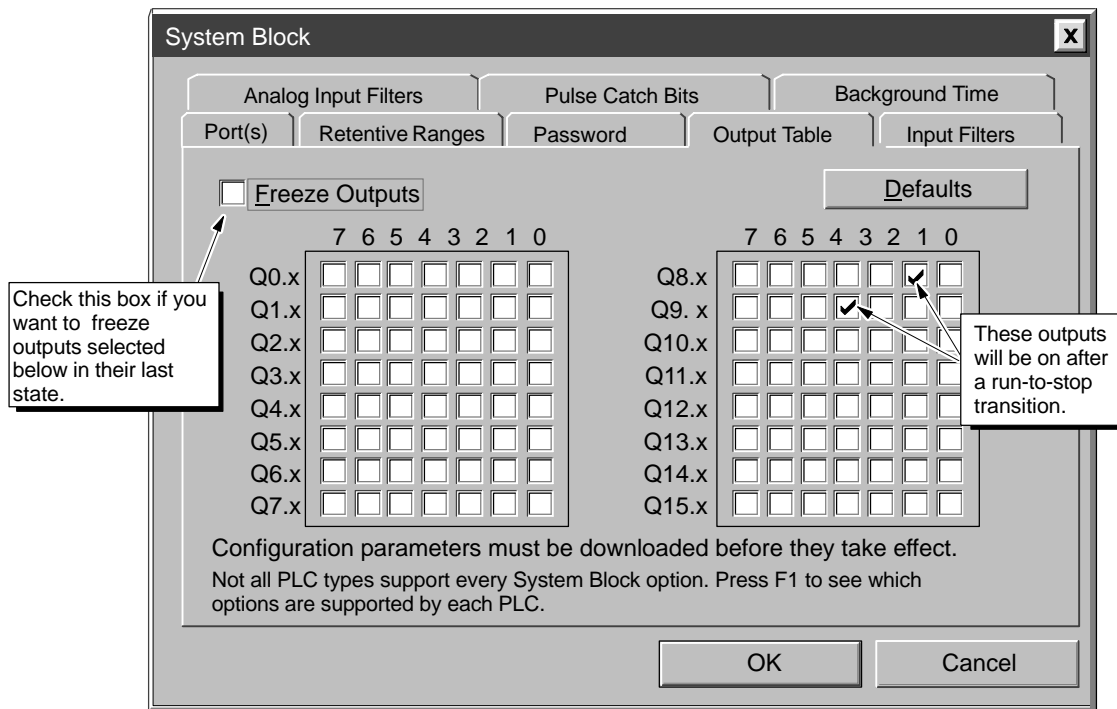 System Block
X
Analog Input Filters
Pulse Catch Bits
Background Time
Port(s)
Retentive Ranges
Password
Output Table
Input Filters
Freeze Outputs
Defaults
7 6 5 4 3 2 1 0
Q0.x
Q1.x
Q2.x
Q3.x
Q4.x
Q5.x
Q6.x
Q7.x
7 6 5 4 3 2 1 0
Q8.x
Q9. x
Q10.x
Q11.x
Q12.x
Q13.x
Q14.x
Q15.x
Check this box if you
want to freeze
outputs selected
below in their last
state.
These outputs
will be on after
a run-to-stop
transition.
Configuration parameters must be downloaded before they take effect.
Not all PLC types support every System Block option. Press F1 to see which
options are supported by each PLC.
OK
Cancel